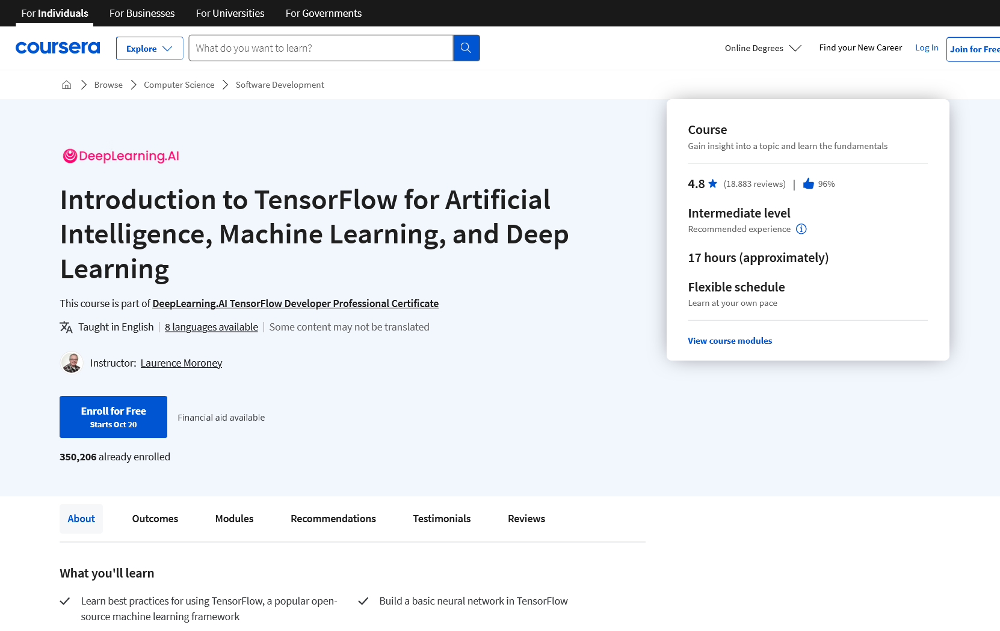 For Individuals For Businesses For Universities For Governments
coursera Explore What do you want to learn? Online Degrees Find your New Career Log In Join for Free
Browse Computer Science Software Development
DeepLearning.AI
Introduction to TensorFlow for Artificial
Intelligence, Machine Learning, and Deep
Learning
This course is part of DeepLearning.AI TensorFlow Developer Professional Certificate
Taught in English 8 languages available Some content may not be translated
Instructor: Laurence Moroney
Enroll for Free
Starts Oct 20
Financial aid available
350,206 already enrolled
Course
Gain insight into a topic and learn the fundamentals
4.8 (18.883 reviews) | 96%
Intermediate level
Recommended experience
17 hours (approximately)
Flexible schedule
Learn at your own pace
View course modules
About Outcomes Modules Recommendations Testimonials Reviews
What you'll learn
Learn best practices for using TensorFlow, a popular open-
source machine learning framework
Build a basic neural network in TensorFlow